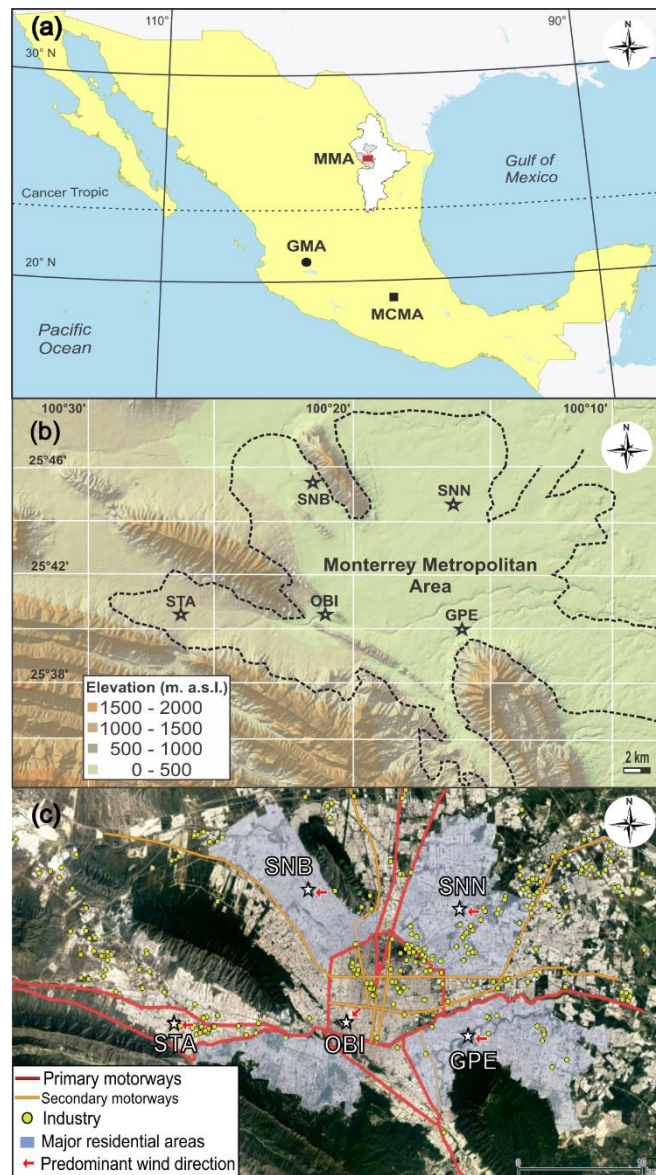 (a)
110°
90°
N
30° N
MMA
Gulf of
Mexico
Cancer Tropic
GMA
20° N
MCMA
Pacific
Ocean
(b)
100°30'
100°20'
100°10'
N
25°46'
SNB
SNN
25°42'
Monterrey Metropolitan
Area
STA
OBI
GPE
25°38'
Elevation (m. a.s.l.)
1500 - 2000
1000 - 1500
500 - 1000
0 - 500
2 km
(c)
N
SNB
SNN
STA
OBI
GPE
Primary motorways
Secondary motorways
Industry
Major residential areas
Predominant wind direction
0